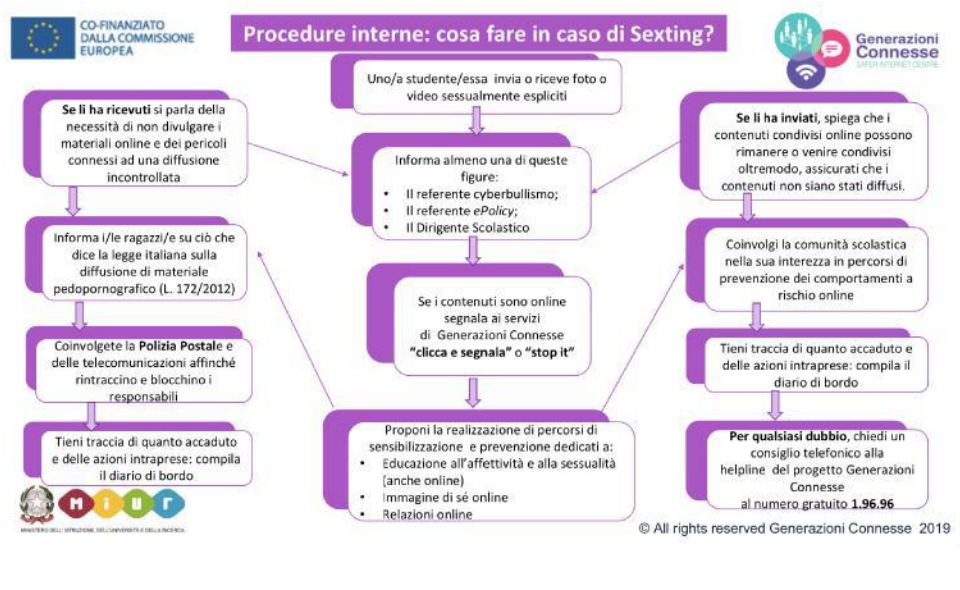 CO-FINANZIATO
DALLA COMMISSIONE
EUROPEA
Procedure interne: cosa fare in caso di Sexting?
Generazioni
Connesse
SAFER INTERNET CENTRE
Uno/a studente/essa invia o riceve foto o
video sessualmente espliciti
Se li ha ricevuti si parla della
necessità di non divulgare i
materiali online e dei pericoli
connessi ad una diffusione
incontrollata
Informa i/le ragazzi/e su ciò che
dice la legge italiana sulla
diffusione di materiale
pedopornografico (L. 172/2012)
Coinvolgete la Polizia Postale e
delle telecomunicazioni affinché
rintraccino e blocchino i
responsabili
Tieni traccia di quanto accaduto
e delle azioni intraprese: compila
il diario di bordo
Informa almeno una di queste
figure:
• Il referente cyberbullismo;
• Il referente ePolicy;
• Il Dirigente Scolastico
Se i contenuti sono online
segnala ai servizi
di Generazioni Connesse
“clicca e segnala” o “stop it”
Proponi la realizzazione di percorsi di
sensibilizzazione e prevenzione dedicati a:
• Educazione all’affettività e alla sessualità
(anche online)
• Immagine di sé online
• Relazioni online
Se li ha inviati, spiega che i
contenuti condivisi online possono
rimanere o venire condivisi
oltremodo, assicurati che i
contenuti non siano stati diffusi.
Coinvolgi la comunità scolastica
nella sua interezza in percorsi di
prevenzione dei comportamenti a
rischio online
Tieni traccia di quanto accaduto e
delle azioni intraprese: compila il
diario di bordo
Per qualsiasi dubbio, chiedi un
consiglio telefonico alla
helpline del progetto Generazioni
Connesse
al numero gratuito 1.96.96
MIUR
MINISTERO DELL'ISTRUZIONE, DELL'UNIVERSITÀ E DELLA RICERCA
© All rights reserved Generazioni Connesse 2019